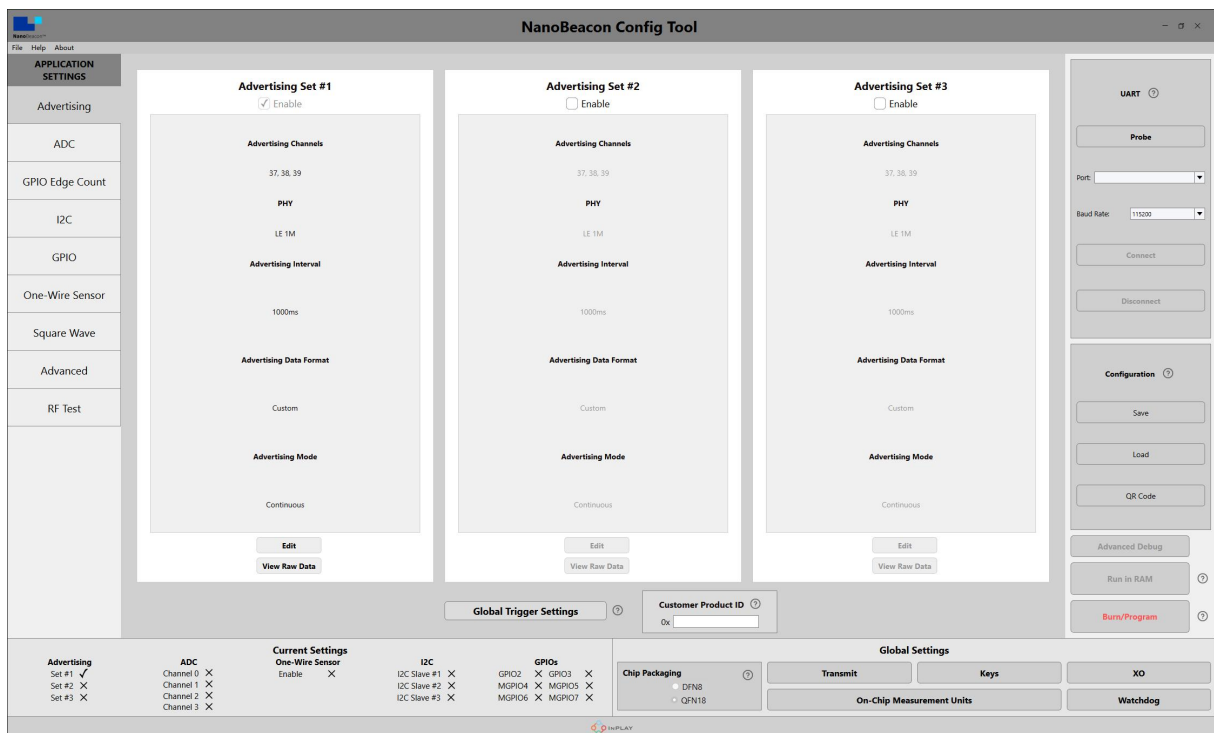 NanoBeacon Config Tool
NanoBeacon™
File Help About
APPLICATION
SETTINGS
Advertising
ADC
GPIO Edge Count
I2C
GPIO
One-Wire Sensor
Square Wave
Advanced
RF Test
Advertising Set #1
Enable
Advertising Channels
37, 38, 39
PHY
LE 1M
Advertising Interval
1000ms
Advertising Data Format
Custom
Advertising Mode
Continuous
Edit
View Raw Data
Advertising Set #2
Enable
Advertising Channels
37, 38, 39
PHY
LE 1M
Advertising Interval
1000ms
Advertising Data Format
Custom
Advertising Mode
Continuous
Edit
View Raw Data
Advertising Set #3
Enable
Advertising Channels
37, 38, 39
PHY
LE 1M
Advertising Interval
1000ms
Advertising Data Format
Custom
Advertising Mode
Continuous
Edit
View Raw Data
Global Trigger Settings ?
Customer Product ID ?
0x
UART ?
Probe
Port:
Baud Rate: 115200
Connect
Disconnect
Configuration ?
Save
Load
QR Code
Advanced Debug
Run in RAM ?
Burn/Program ?
Current Settings
Advertising
Set #1
Set #2
Set #3
ADC
Channel 0
Channel 1
Channel 2
Channel 3
One-Wire Sensor
Enable
I2C
I2C Slave #1
I2C Slave #2
I2C Slave #3
GPIOs
GPIO2 GPIO3
MGPIO4 MGPIO5
MGPIO6 MGPIO7
Global Settings
Chip Packaging ?
DFN8
QFN18
Transmit
Keys
XO
On-Chip Measurement Units
Watchdog
INPLAY